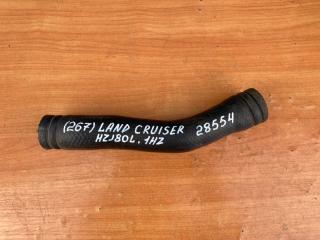 (267) LAND CRUISER 28554
HZJ80L, 1HZ